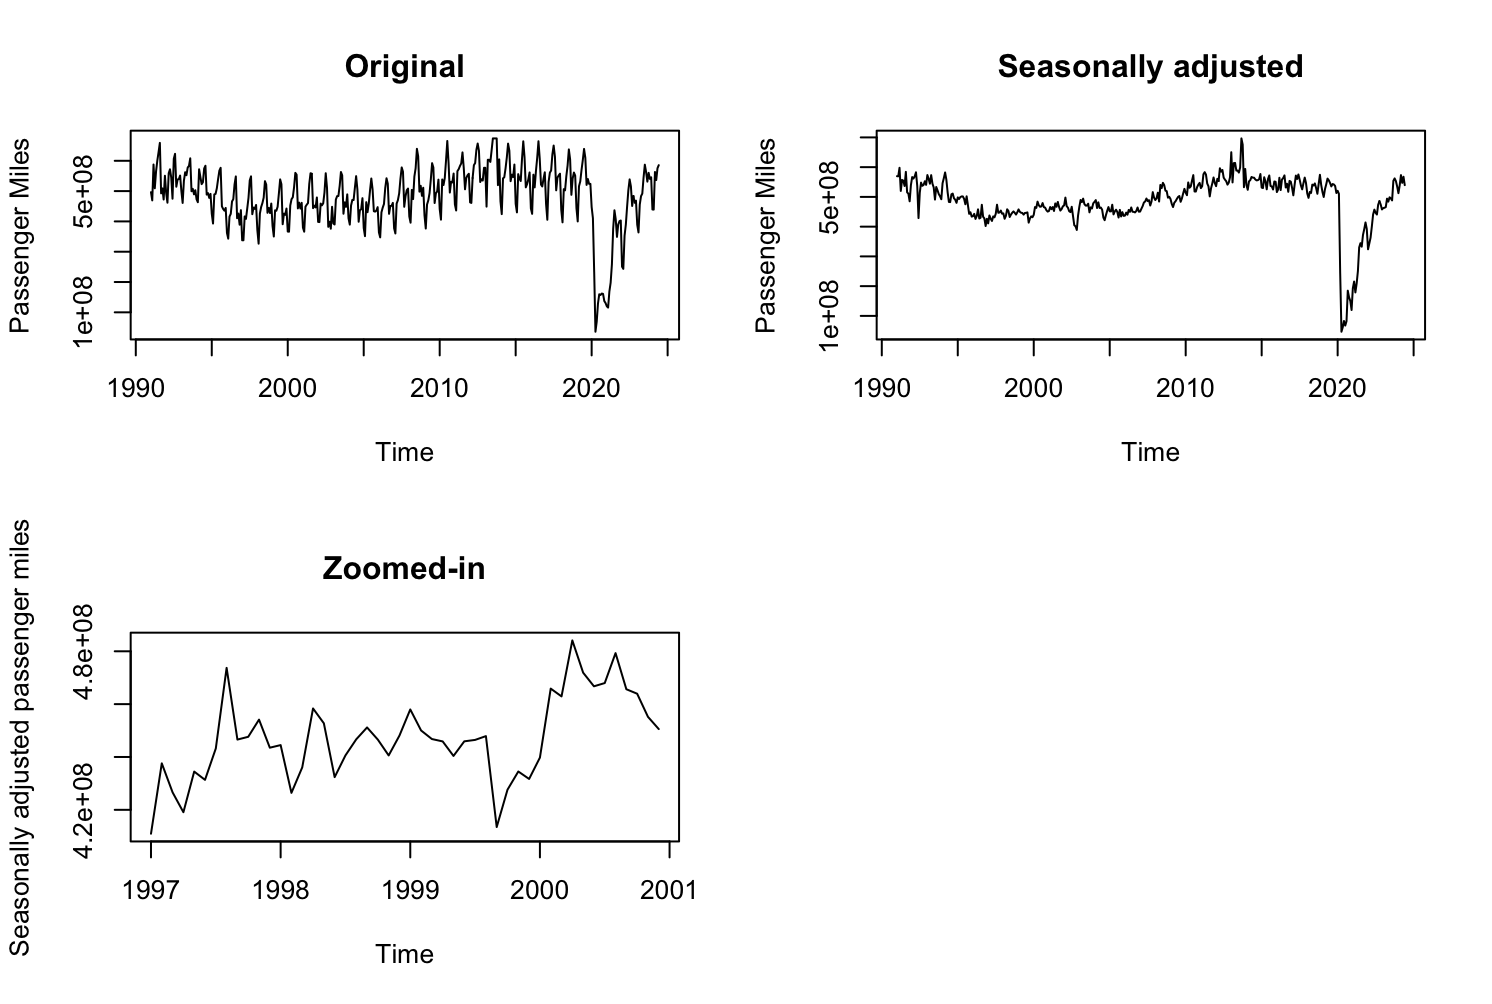 Original
Passenger Miles
5e+08
1e+08
1990 2000 2010 2020
Time
Seasonally adjusted
Passenger Miles
5e+08
1e+08
1990 2000 2010 2020
Time
Zoomed-in
Seasonally adjusted passenger miles
4.8e+08
4.2e+08
1997 1998 1999 2000 2001
Time